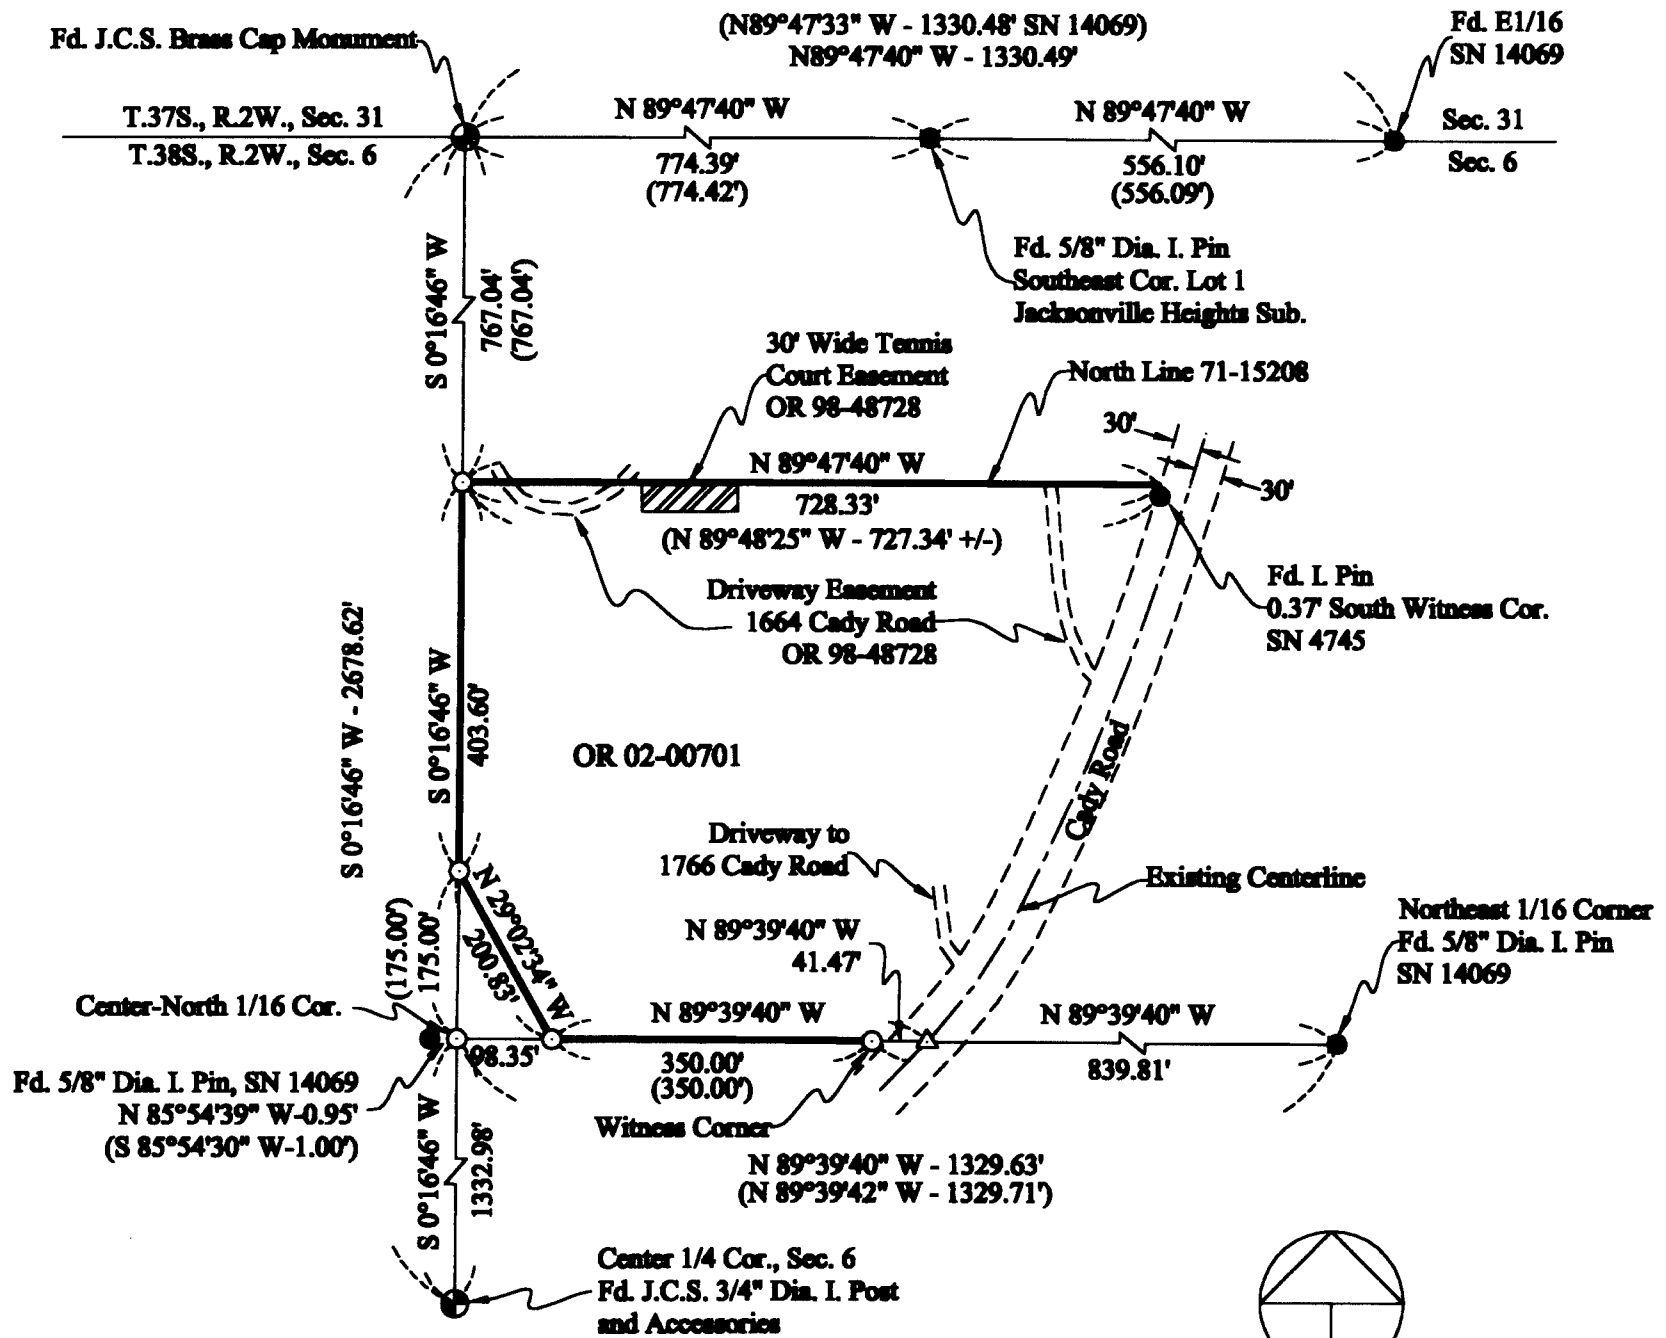 (N89°47'33" W - 1330.48' SN 14069)
N89°47'40" W - 1330.49'
Fd. J.C.S. Brass Cap Monument
Fd. E1/16
SN 14069
T.37S., R.2W., Sec. 31
T.38S., R.2W., Sec. 6
N 89°47'40" W
774.39'
(774.42')
N 89°47'40" W
556.10'
(556.09')
Sec. 31
Sec. 6
Fd. 5/8" Dia. I. Pin
Southeast Cor. Lot 1
Jacksonville Heights Sub.
S 0°16'46" W
767.04'
(767.04')
30' Wide Tennis
Court Easement
OR 98-48728
North Line 71-15208
30'
30'
N 89°47'40" W
728.33'
(N 89°48'25" W - 727.34' +/-)
Driveway Easement
1664 Cady Road
OR 98-48728
Fd. I. Pin
0.37' South Witness Cor.
SN 4745
S 0°16'46" W - 2678.62'
S 0°16'46" W
403.60'
OR 02-00701
Cady Road
Driveway to
1766 Cady Road
Existing Centerline
N 89°39'40" W
41.47'
Northeast 1/16 Corner
Fd. 5/8" Dia. I. Pin
SN 14069
(175.00')
175.00'
N 29°02'34" W
200.83'
Center-North 1/16 Cor.
98.35'
N 89°39'40" W
350.00'
(350.00')
N 89°39'40" W
839.81'
Fd. 5/8" Dia. I. Pin, SN 14069
N 85°54'39" W-0.95'
(S 85°54'30" W-1.00')
Witness Corner
N 89°39'40" W - 1329.63'
(N 89°39'42" W - 1329.71')
S 0°16'46" W
1332.98'
Center 1/4 Cor., Sec. 6
Fd. J.C.S. 3/4" Dia. I. Post
and Accessories